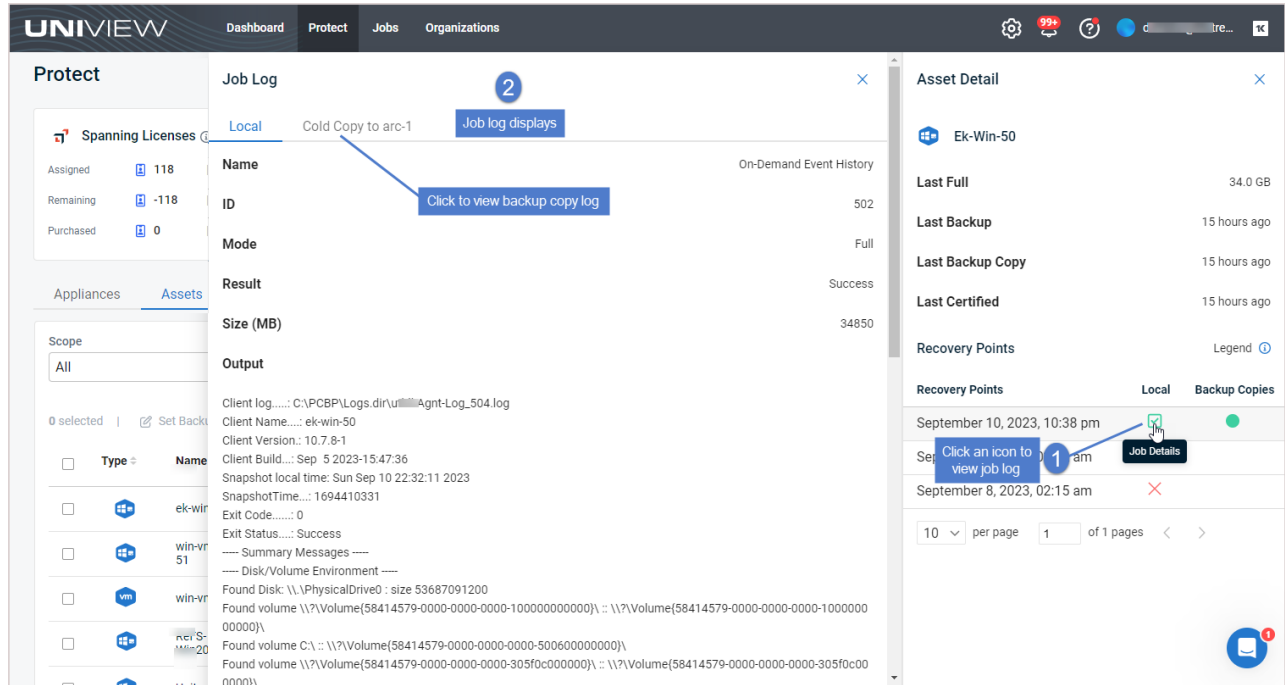 UNIVIEW
Dashboard Protect Jobs Organizations
99+
Protect
Spanning Licenses
Assigned 118
Remaining -118
Purchased 0
Appliances Assets
Scope
All
0 selected | Set
Type Name
51
Job Log
2
Job log displays
Local Cold Copy to arc-1
Click to view backup copy log
Name On-Demand Event History
ID 502
Mode Full
Result Success
Size (MB) 34850
Output
Client log.....: C:\PCBP\Logs.dir\u Agnt-Log_504.log
Client Name....: ek-win-50
Client Version.: 10.7.8-1
Client Build...: Sep 5 2023-15:47:36
Snapshot local time: Sun Sep 10 22:32:11 2023
SnapshotTime...: 1694410331
Exit Code......: 0
Exit Status....: Success
----- Summary Messages -----
----- Disk/Volume Environment -----
Found Disk: \\.\PhysicalDrive0 : size 53687091200
Found volume \\?\Volume{58414579-0000-0000-0000-100000000000}\ :: \\?\Volume{58414579-0000-0000-0000-1000000
00000}\
Found volume C:\ :: \\?\Volume{58414579-0000-0000-0000-500600000000}\
Found volume \\?\Volume{58414579-0000-0000-0000-305f0c000000}\ :: \\?\Volume{58414579-0000-0000-0000-305f0c00
0000}\
Asset Detail
Ek-Win-50
Last Full 34.0 GB
Last Backup 15 hours ago
Last Backup Copy 15 hours ago
Last Certified 15 hours ago
Recovery Points Legend
Recovery Points Local Backup Copies
September 10, 2023, 10:38 pm
Job Details
Click an icon to
view job log
1
am
September 8, 2023, 02:15 am
10 per page 1 of 1 pages
1